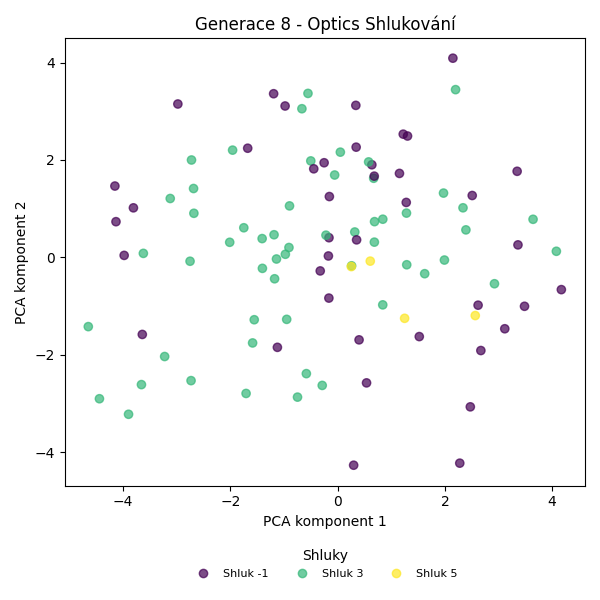 Generace 8 - Optics Shlukování
PCA komponent 2
4
2
0
−2
−4
−4
−2
0
2
4
PCA komponent 1
Shluky
Shluk -1
Shluk 3
Shluk 5